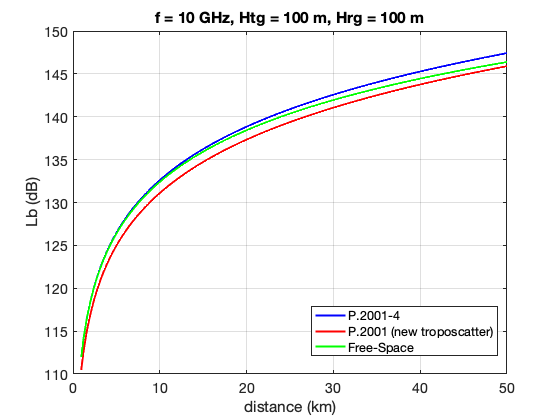 f = 10 GHz, Htg = 100 m, Hrg = 100 m
150
145
140
135
130
125
120
115
110
Lb (dB)
P.2001-4
P.2001 (new troposcatter)
Free-Space
0 10 20 30 40 50
distance (km)